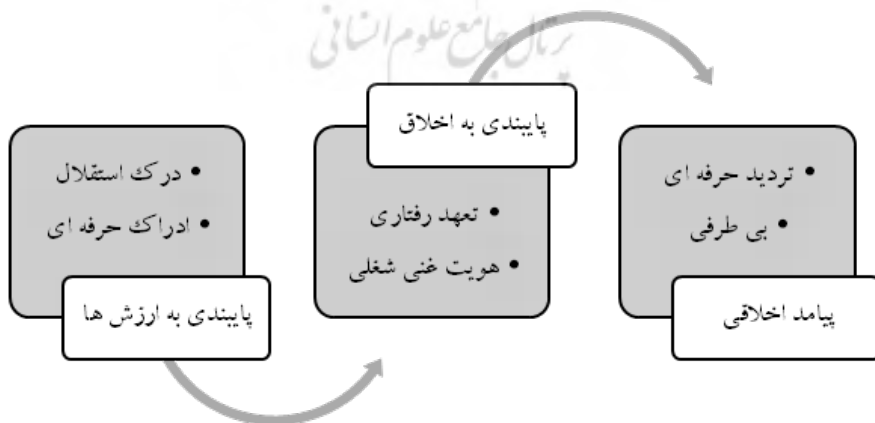 پرتال جامع علوم انسانی
درک استقلال
ادراک حرفه ای
پایبندی به ارزش ها
پایبندی به اخلاق
تعهد رفتاری
هویت غنی شغلی
تردید حرفه ای
بی طرفی
پیامد اخلاقی